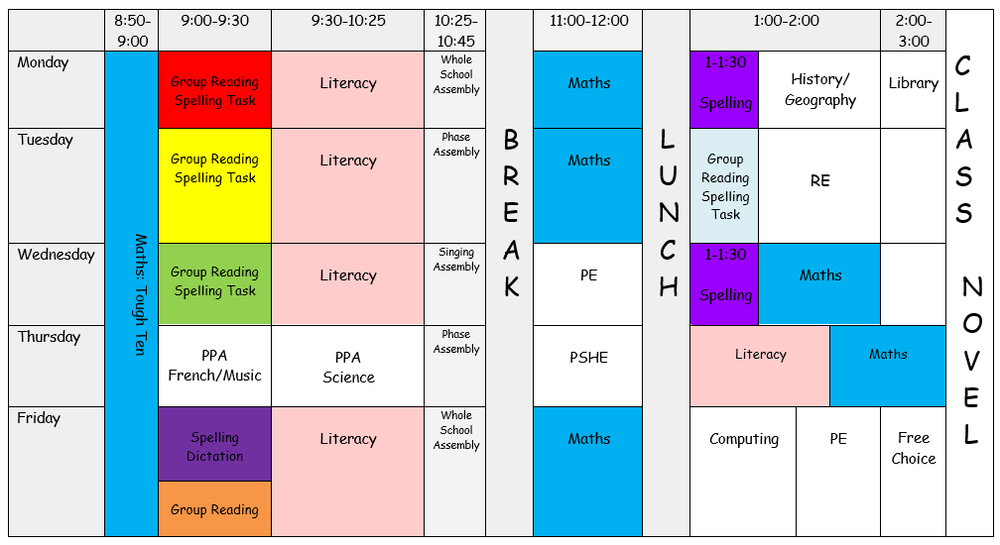 8:50-
9:00
9:00-9:30
9:30-10:25
10:25-
10:45
11:00-12:00
1:00-2:00
2:00-
3:00
Monday
Group Reading
Spelling Task
Literacy
Whole
School
Assembly
Maths
1-1:30
Spelling
History/
Geography
Library
Tuesday
Group Reading
Spelling Task
Literacy
Phase
Assembly
Maths
Group
Reading
Spelling
Task
RE
Wednesday
Group Reading
Spelling Task
Literacy
Singing
Assembly
PE
1-1:30
Spelling
Maths
Thursday
PPA
French/Music
PPA
Science
Phase
Assembly
PSHE
Literacy
Maths
Friday
Spelling
Dictation
Group Reading
Literacy
Whole
School
Assembly
Maths
Computing
PE
Free
Choice
Maths: Tough Ten
BREAK
LUNCH
CLASS NOVEL